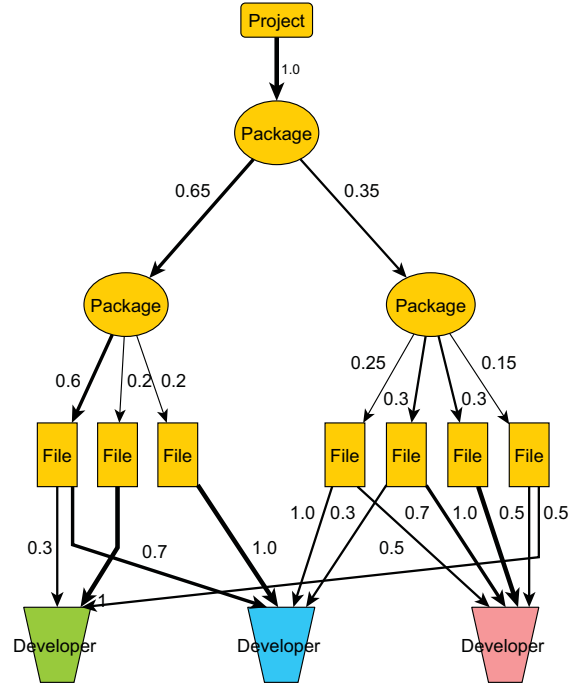 Project
1.0
Package
0.65 0.35
Package Package
0.25 0.15
0.6 0.2 0.2
0.3 0.3
File File File File File File File
1.0 0.3 0.7 1.0 0.5 0.5
0.3 0.7 1.0 0.5
1
Developer Developer Developer